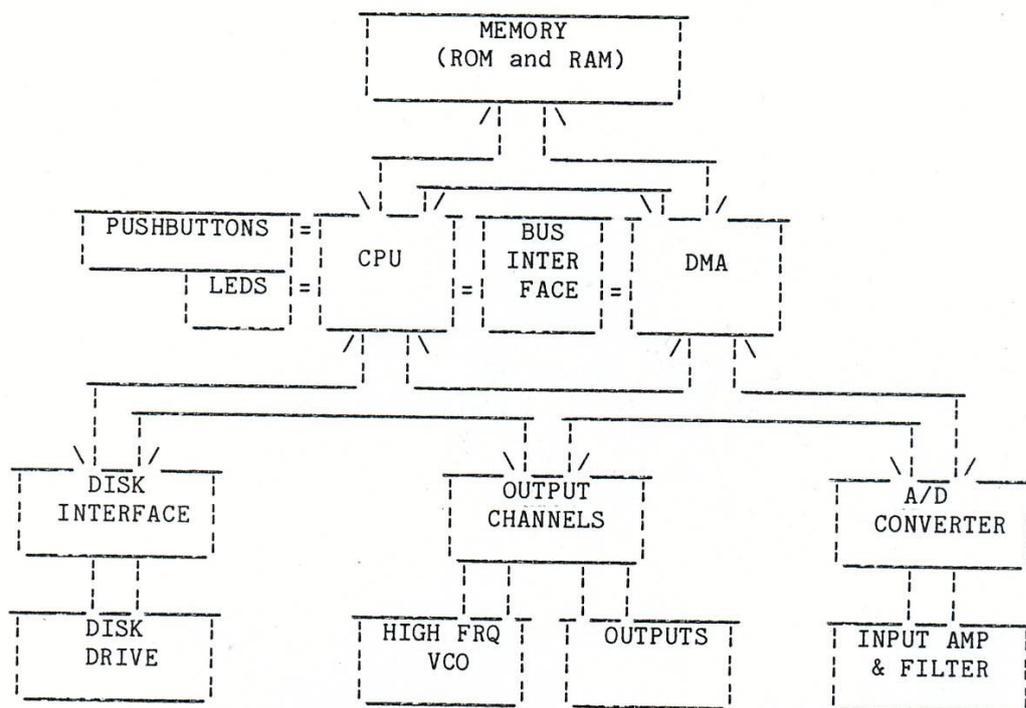 MEMORY
(ROM and RAM)
PUSHBUTTONS
LEDS
CPU
BUS
INTER
FACE
DMA
DISK
INTERFACE
OUTPUT
CHANNELS
A/D
CONVERTER
DISK
DRIVE
HIGH FRQ
VCO
OUTPUTS
INPUT AMP
& FILTER